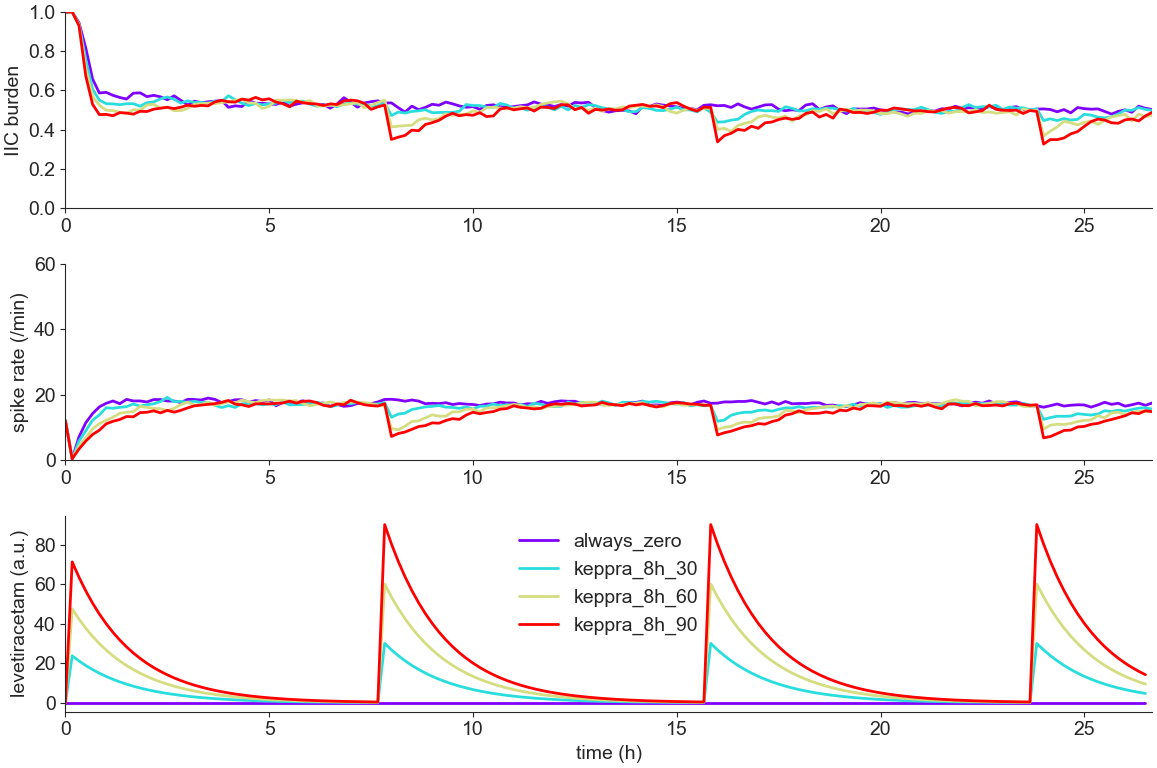 IIC burden
1.0
0.8
0.6
0.4
0.2
0.0
0 5 10 15 20 25
spike rate (/min)
60
40
20
0
0 5 10 15 20 25
levetiracetam (a.u.)
80
60
40
20
0
always_zero
keppra_8h_30
keppra_8h_60
keppra_8h_90
0 5 10 15 20 25
time (h)